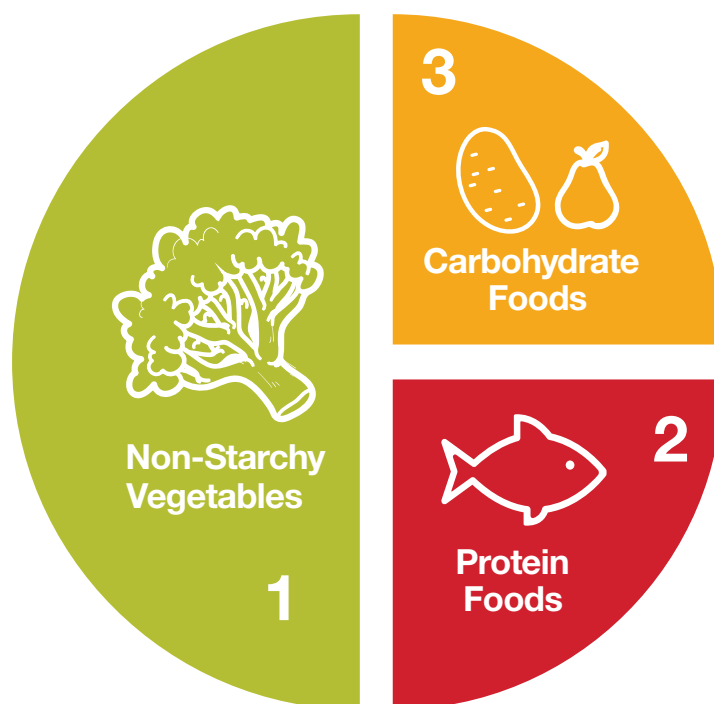 Non-Starchy
Vegetables
1
3
Carbohydrate
Foods
2
Protein
Foods